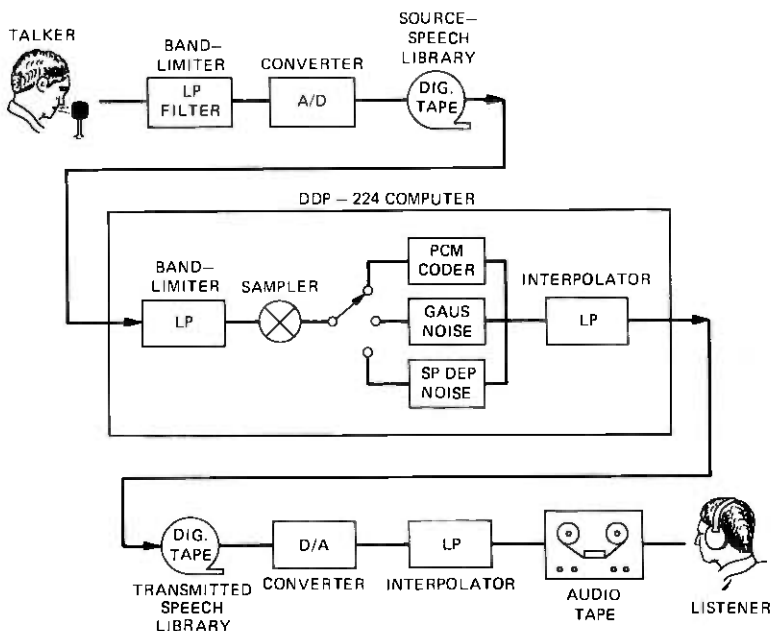 TALKER
BAND–
LIMITER
LP
FILTER
CONVERTER
A/D
SOURCE–
SPEECH
LIBRARY
DIG.
TAPE
DDP – 224 COMPUTER
BAND–
LIMITER
LP
SAMPLER
PCM
CODER
GAUS
NOISE
SP DEP
NOISE
INTERPOLATOR
LP
DIG.
TAPE
TRANSMITTED
SPEECH
LIBRARY
D/A
CONVERTER
LP
INTERPOLATOR
AUDIO
TAPE
LISTENER